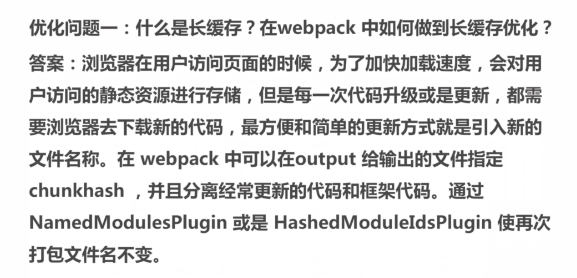 优化问题一：什么是长缓存？在webpack 中如何做到长缓存优化？
答案：浏览器在用户访问页面的时候，为了加快加载速度，会对用
户访问的静态资源进行存储，但是每一次代码升级或是更新，都需
要浏览器去下载新的代码，最方便和简单的更新方式就是引入新的
文件名称。在 webpack 中可以在output 给输出的文件指定
chunkhash ，并且分离经常更新的代码和框架代码。通过
NamedModulesPlugin 或是 HashedModuleIdsPlugin 使再次
打包文件名不变。